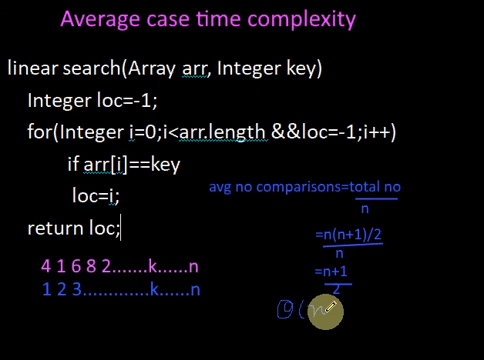 Average case time complexity
linear search(Array arr, Integer key)
Integer loc=-1;
for(Integer i=0;i<arr.length &&loc=-1;i++)
if arr[i]==key
loc=i;
avg no comparisons=total no
n
return loc;
=n(n+1)/2
n
4 1 6 8 2.......k......n
=n+1
2
1 2 3.............k......n
Θ(n